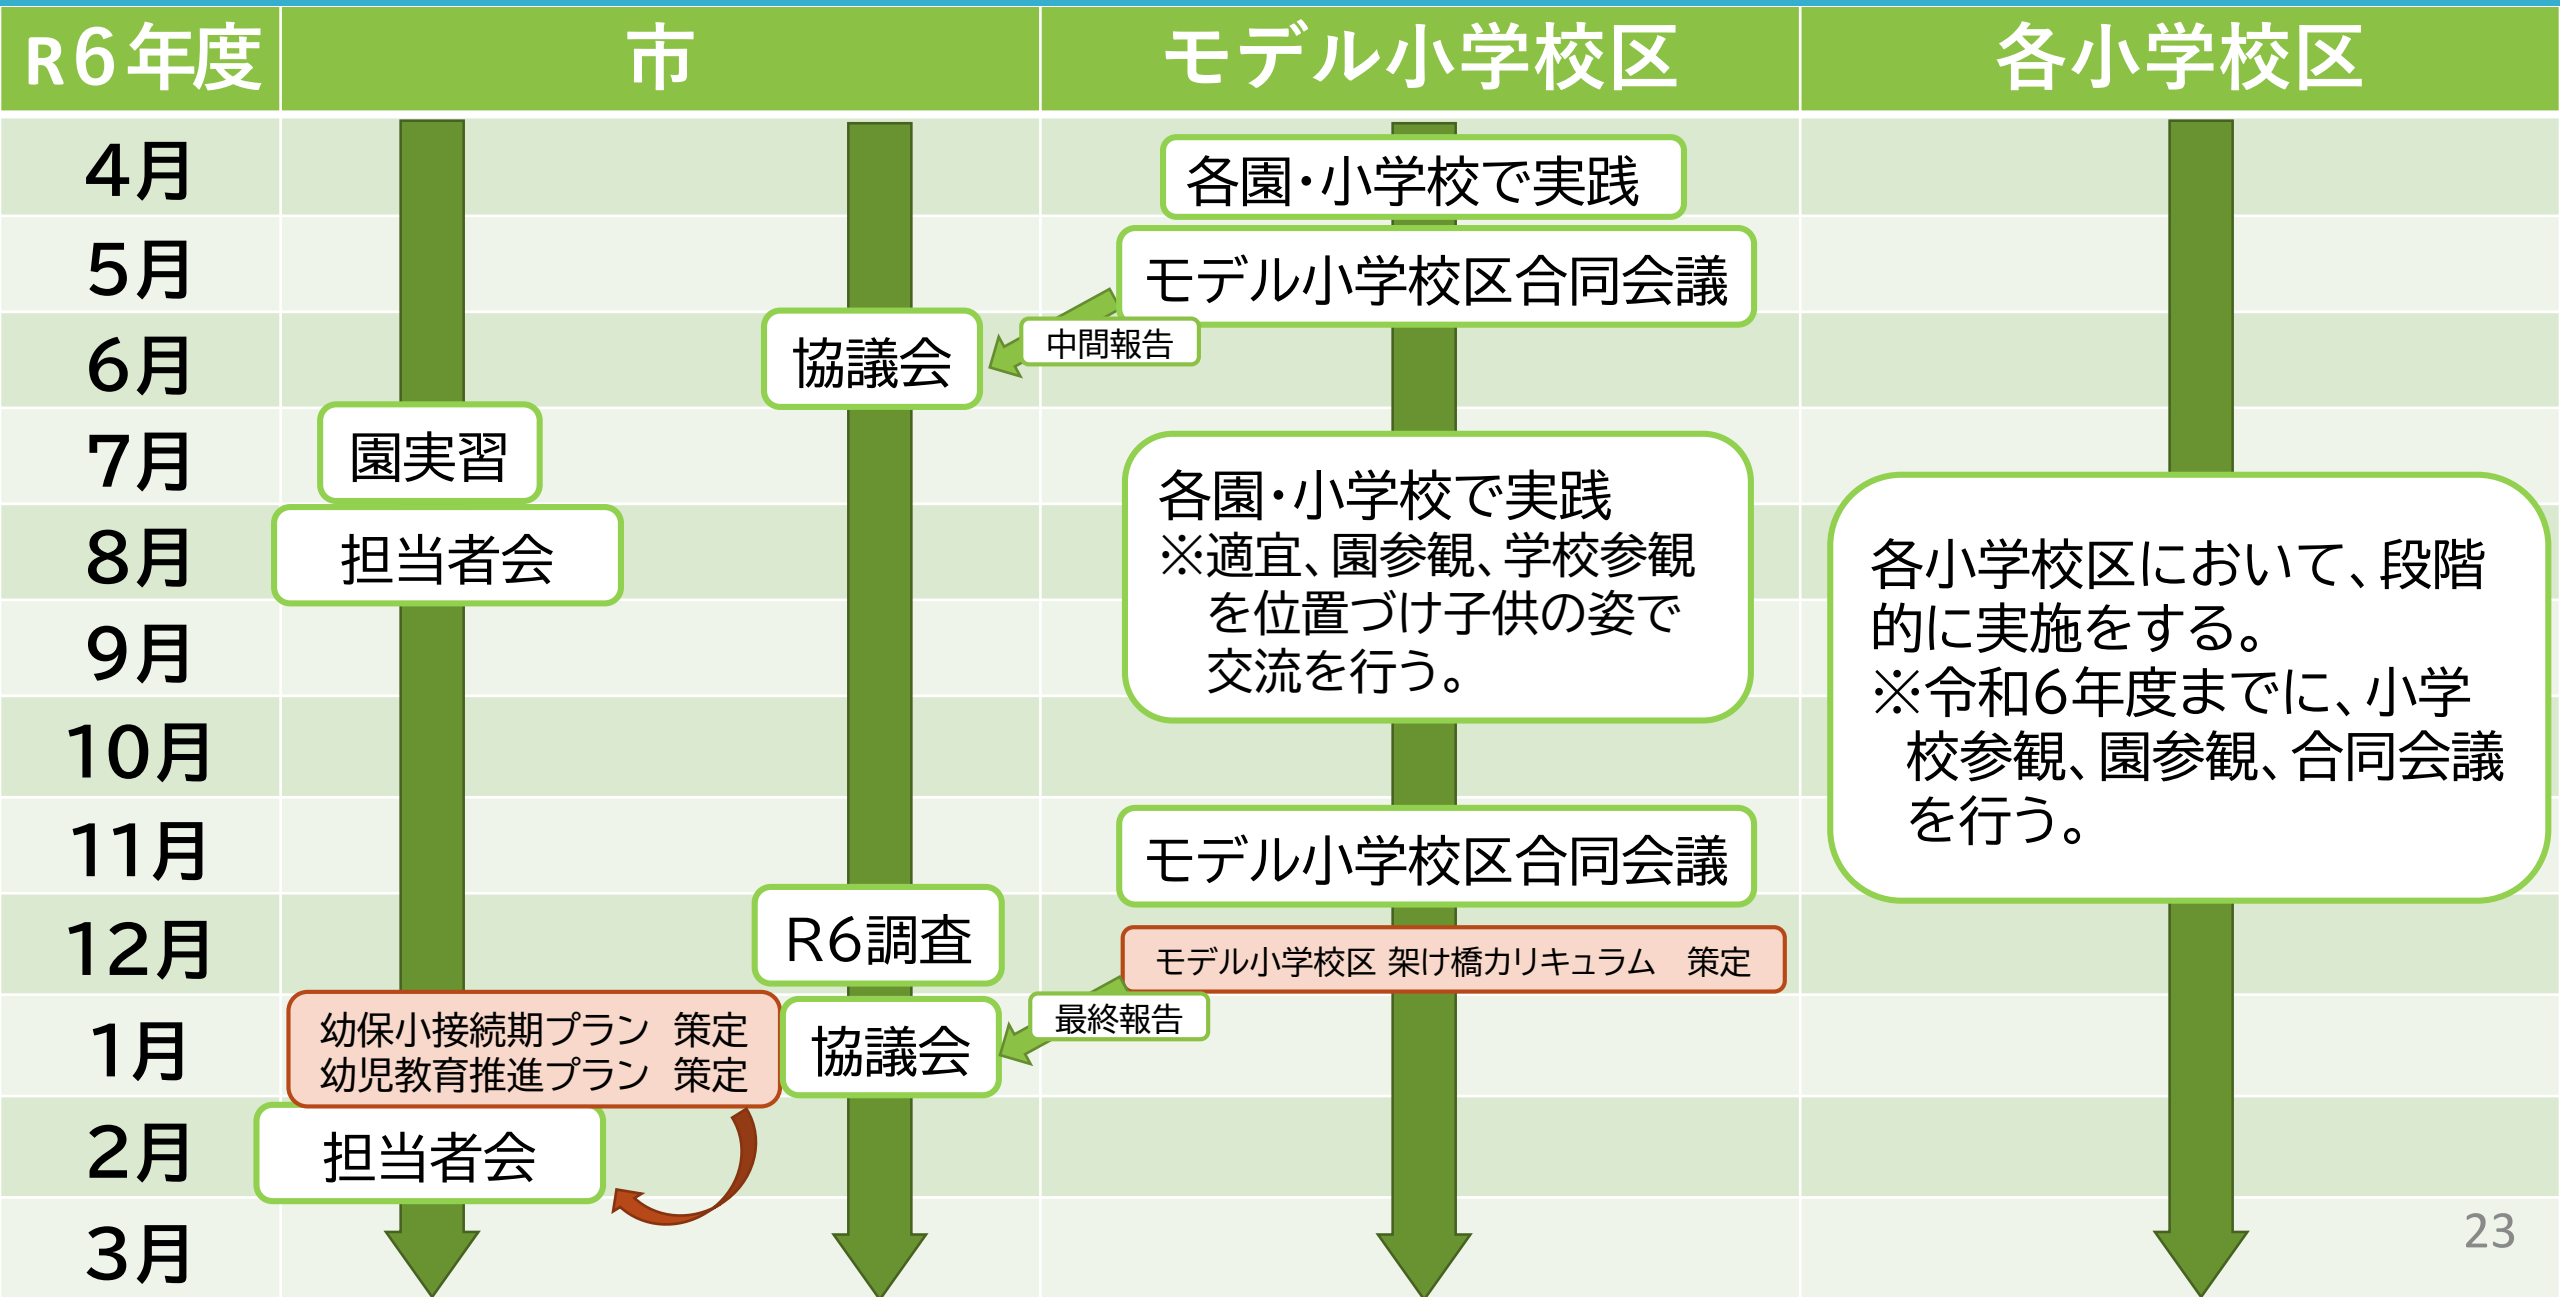 R6年度
市
モデル小学校区
各小学校区
4月
5月
6月
7月
8月
9月
10月
11月
12月
1月
2月
3月
園実習
担当者会
幼保小接続期プラン　策定
幼児教育推進プラン　策定
担当者会
協議会
R6調査
協議会
各園・小学校で実践
モデル小学校区合同会議
中間報告
各園・小学校で実践
※適宜、園参観、学校参観
を位置づけ子供の姿で
交流を行う。
モデル小学校区合同会議
モデル小学校区 架け橋カリキュラム　策定
最終報告
各小学校区において、段階
的に実施をする。
※令和6年度までに、小学
校参観、園参観、合同会議
を行う。
23